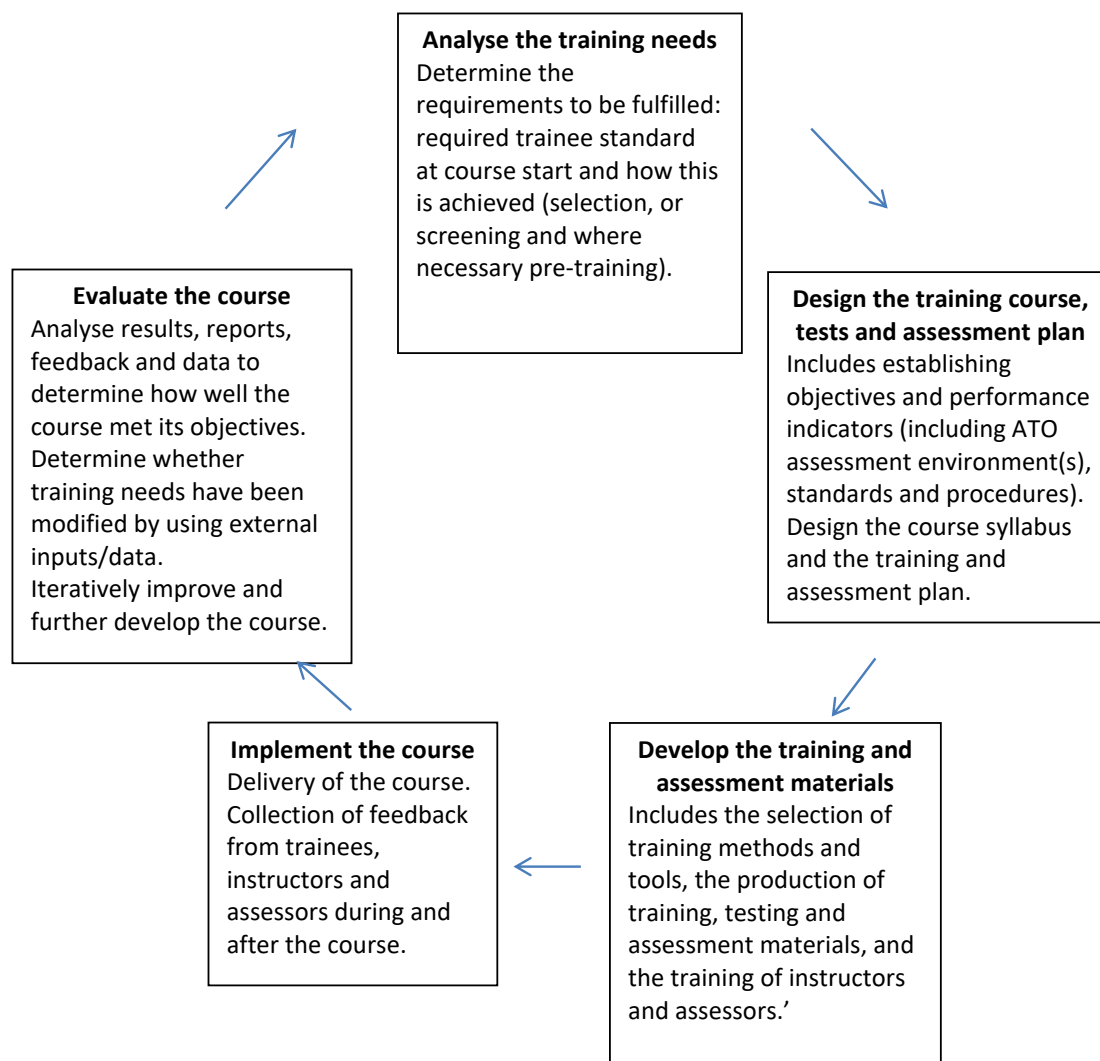 Analyse the training needs
Determine the
requirements to be fulfilled:
required trainee standard
at course start and how this
is achieved (selection, or
screening and where
necessary pre-training).
Design the training course,
tests and assessment plan
Includes establishing
objectives and performance
indicators (including ATO
assessment environment(s),
standards and procedures).
Design the course syllabus
and the training and
assessment plan.
Develop the training and
assessment materials
Includes the selection of
training methods and
tools, the production of
training, testing and
assessment materials, and
the training of instructors
and assessors.’
Implement the course
Delivery of the course.
Collection of feedback
from trainees,
instructors and
assessors during and
after the course.
Evaluate the course
Analyse results, reports,
feedback and data to
determine how well the
course met its objectives.
Determine whether
training needs have been
modified by using external
inputs/data.
Iteratively improve and
further develop the course.